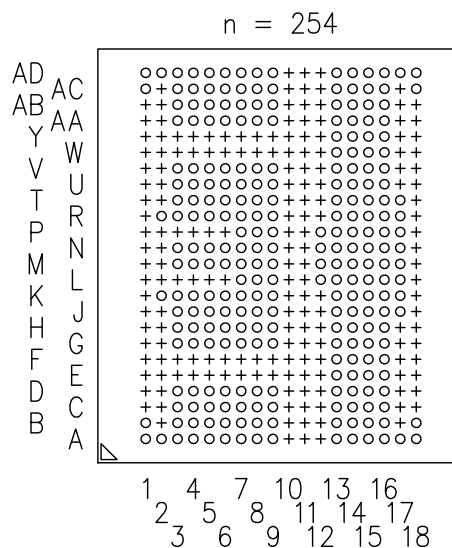 n = 254
AD
AC
AB
AA
Y
W
V
U
T
R
P
N
M
L
K
J
H
G
F
E
D
C
B
A
1 4 7 10 13 16
2 5 8 11 14 17
3 6 9 12 15 18